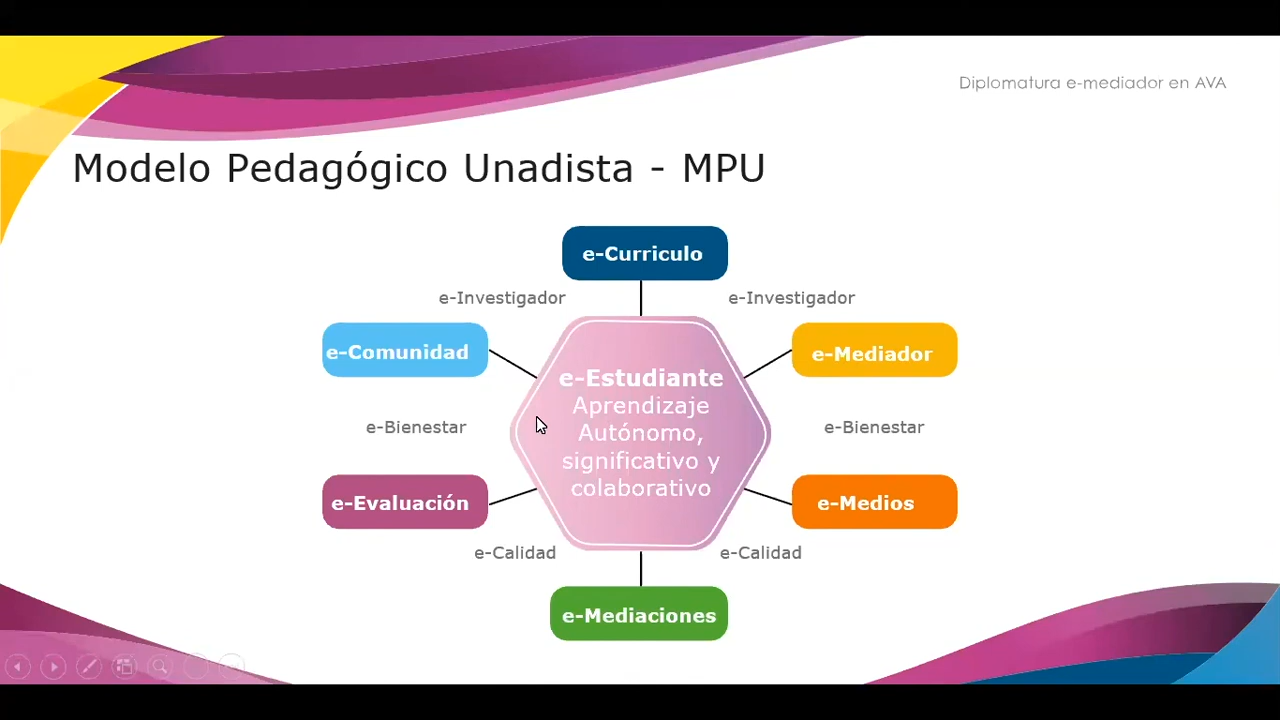 Diplomatura e-mediador en AVA
Modelo Pedagógico Unadista - MPU
e-Curriculo
e-Investigador
e-Investigador
e-Comunidad
e-Mediador
e-Estudiante
Aprendizaje
Autónomo,
significativo y
colaborativo
e-Bienestar
e-Bienestar
e-Evaluación
e-Medios
e-Calidad
e-Calidad
e-Mediaciones